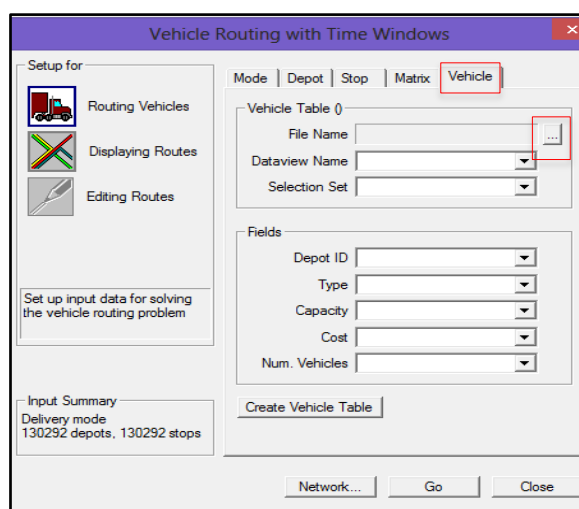 Vehicle Routing with Time Windows
×
Setup for
Routing Vehicles
Displaying Routes
Editing Routes
Set up input data for solving
the vehicle routing problem
Input Summary
Delivery mode
130292 depots, 130292 stops
Mode | Depot | Stop | Matrix Vehicle
Vehicle Table ()
File Name
...
Dataview Name
Selection Set
Fields
Depot ID
Type
Capacity
Cost
Num. Vehicles
Create Vehicle Table
Network... Go Close